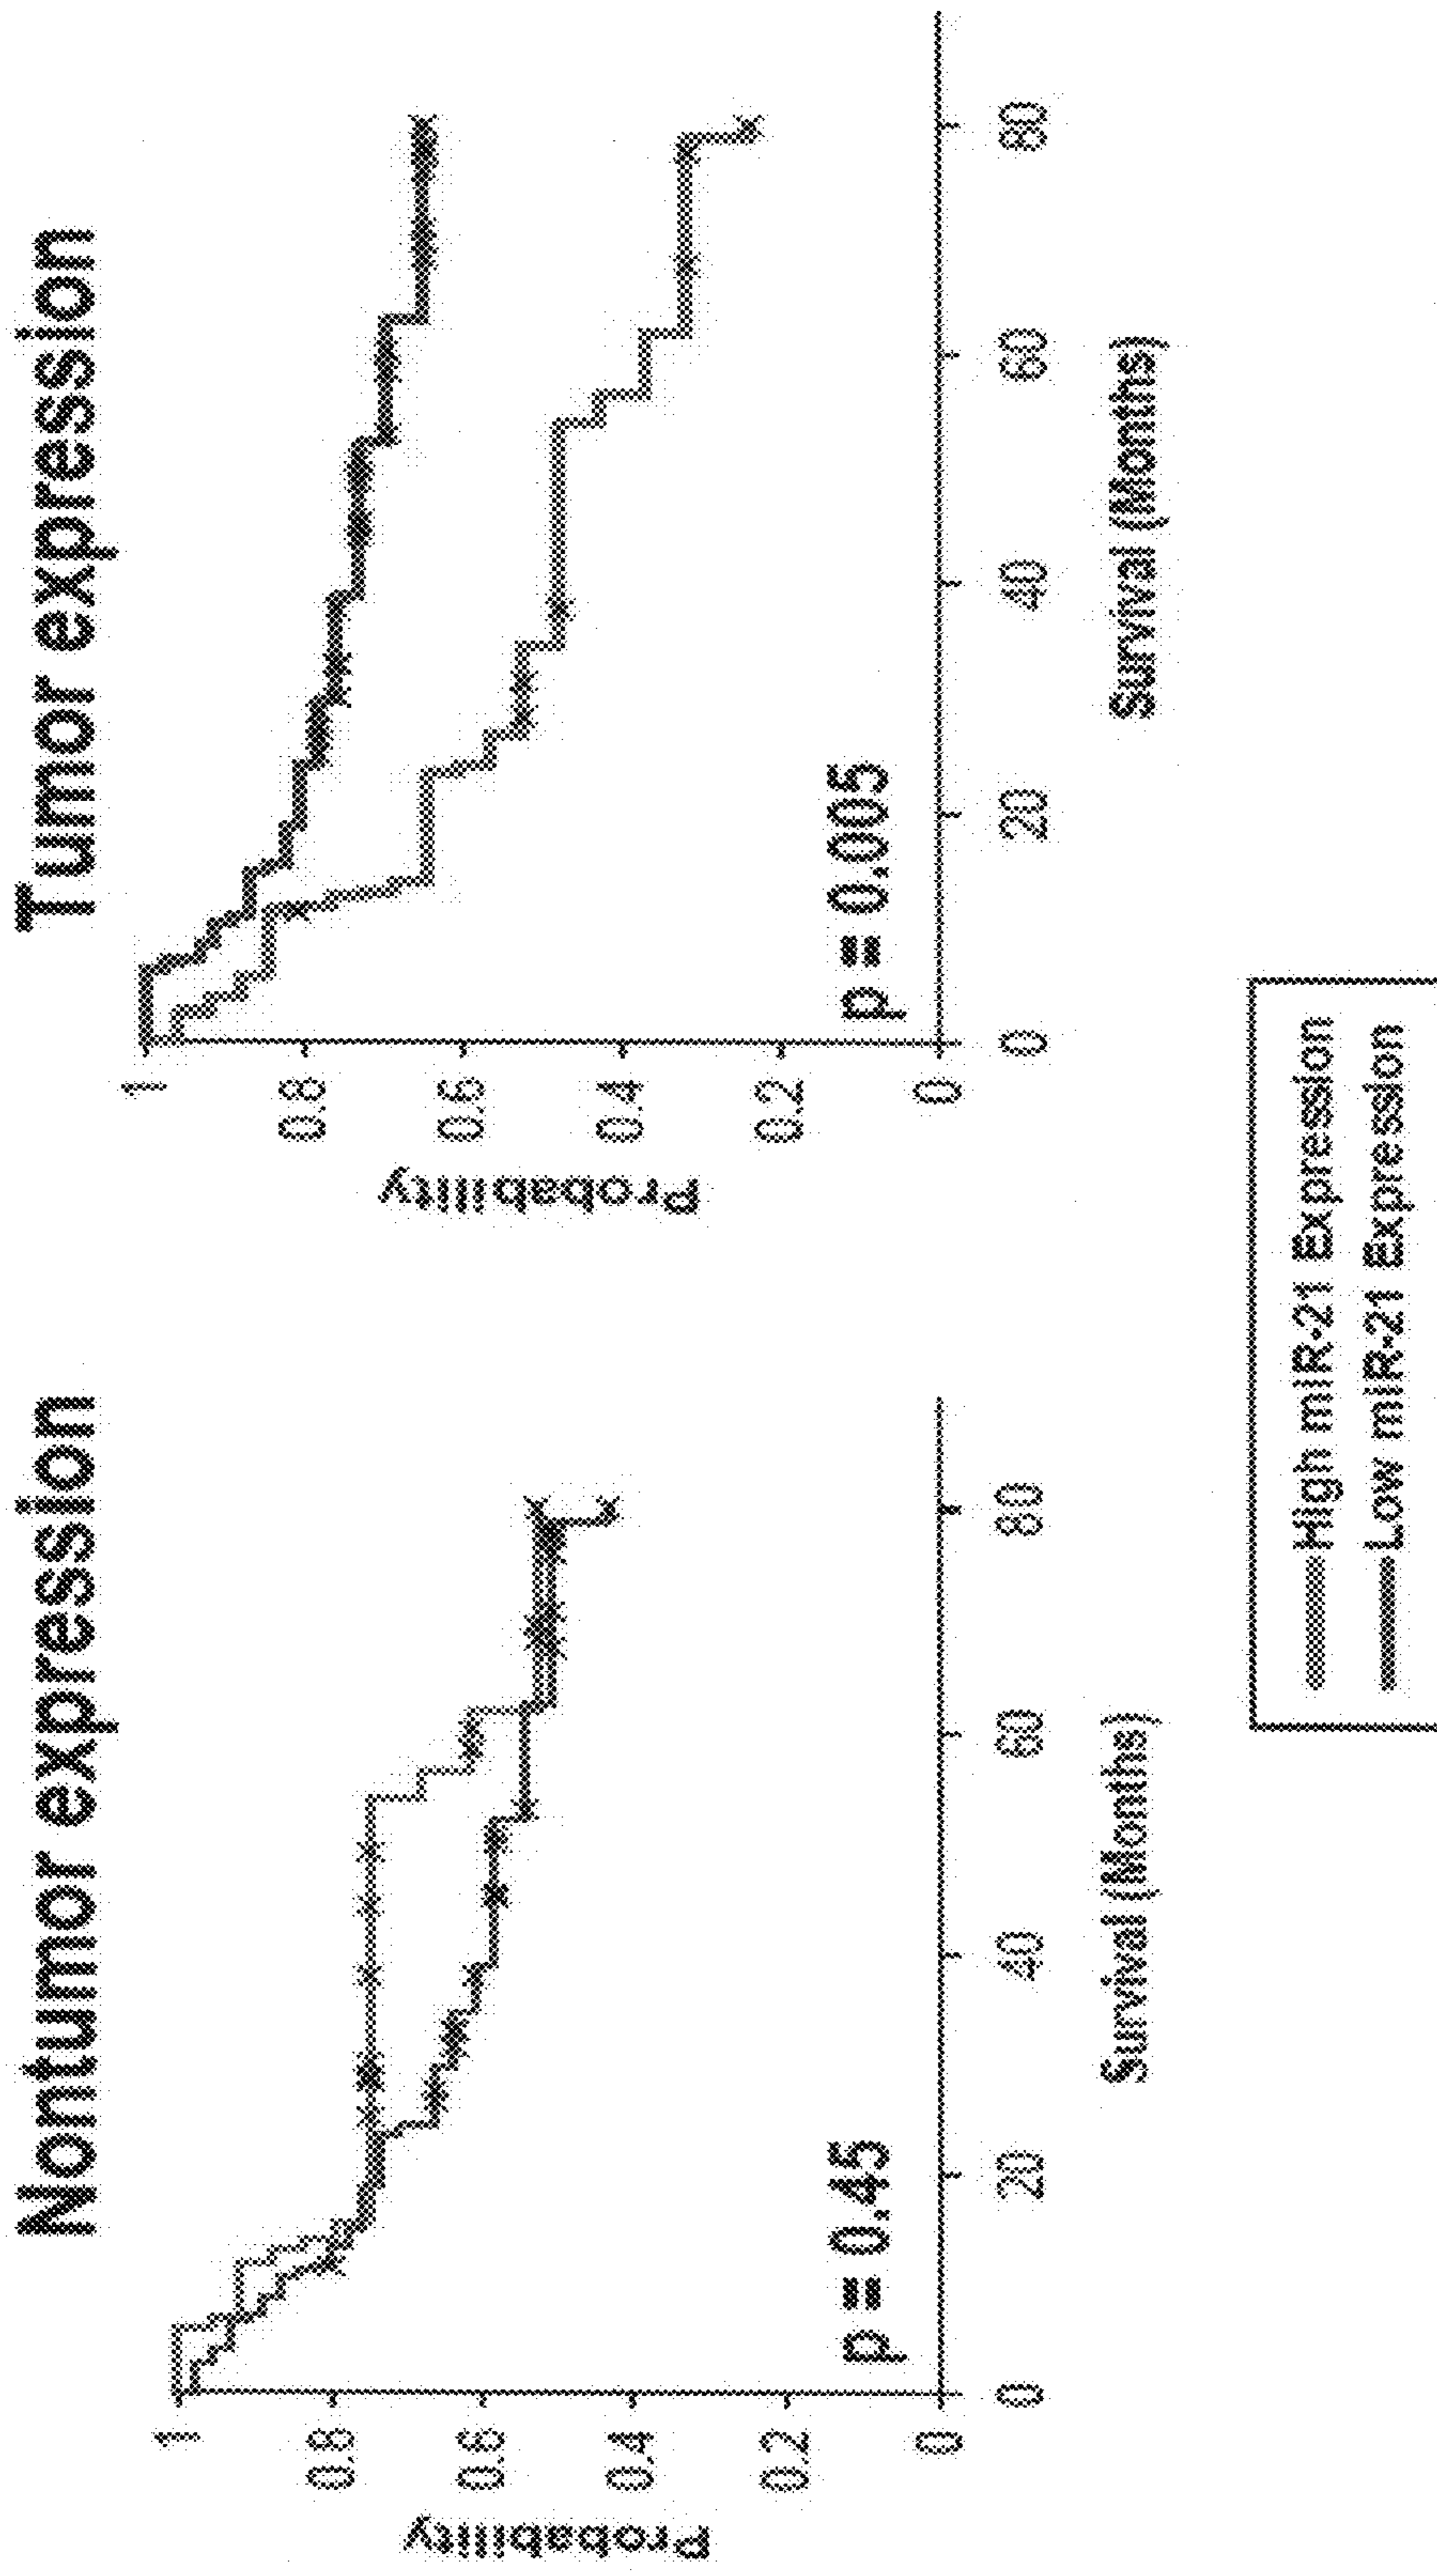 Nontumor expression
Probability
1
0.8
0.6
0.4
0.2
0
p = 0.45
0 20 40 60 80
Survival (Months)
Tumor expression
Probability
1
0.8
0.6
0.4
0.2
0
p = 0.005
0 20 40 60 80
Survival (Months)
High miR-21 Expression
Low miR-21 Expression